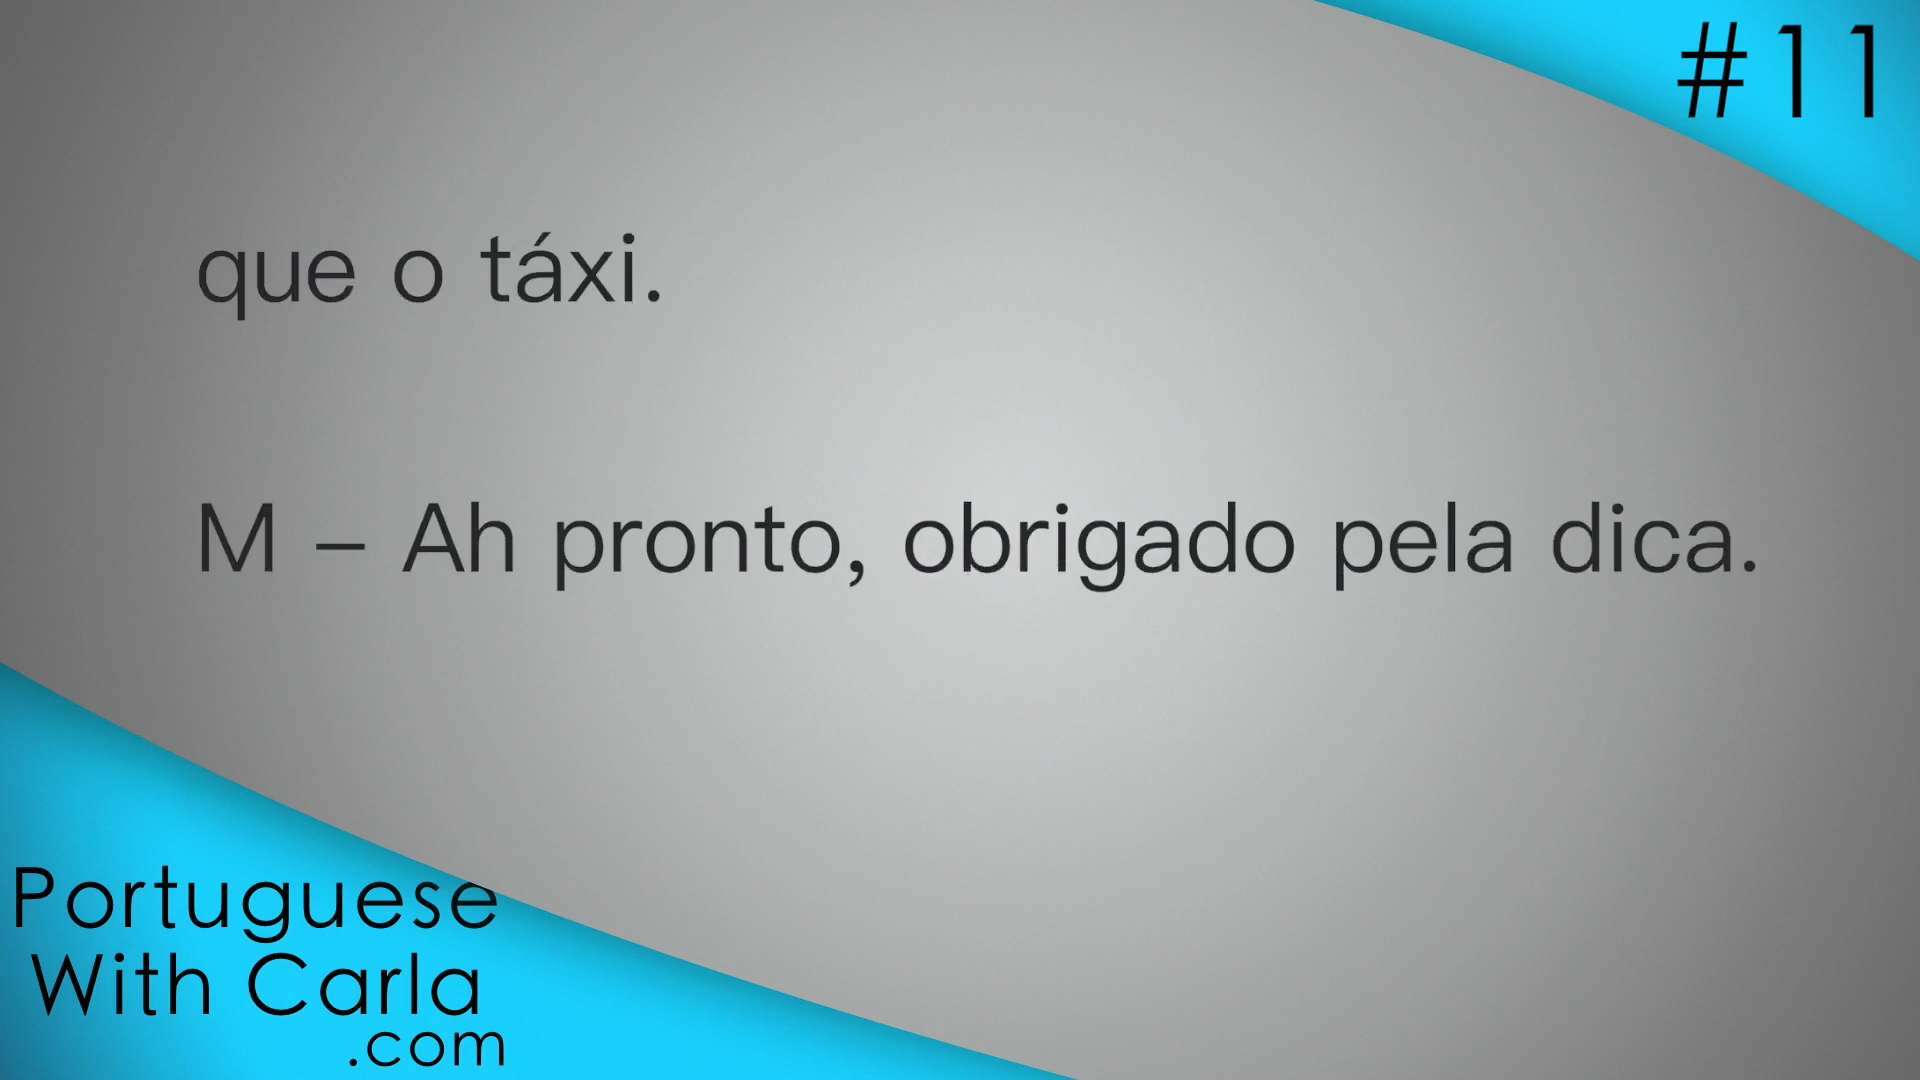 #11
que o táxi.
M – Ah pronto, obrigado pela dica.
Portuguese
With Carla
.com